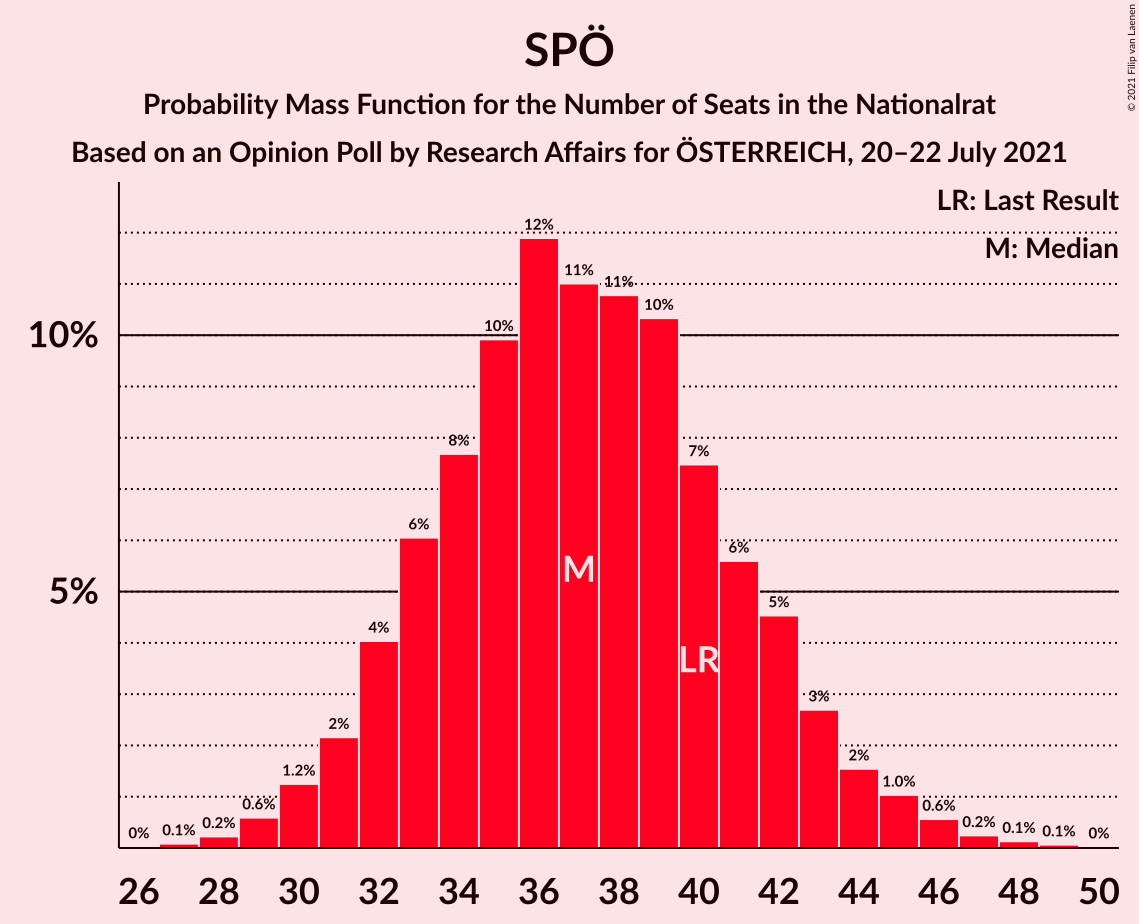 SPÖ
Probability Mass Function for the Number of Seats in the Nationalrat
Based on an Opinion Poll by Research Affairs for ÖSTERREICH, 20–22 July 2021
© 2021 Filip van Laenen
LR: Last Result
M: Median
10%
5%
0% 0.1% 0.2% 0.6% 1.2% 2% 4% 6% 8% 10% 12% 11% 11% 10% 7% 6% 5% 3% 2% 1.0% 0.6% 0.2% 0.1% 0.1% 0%
M
LR
26 28 30 32 34 36 38 40 42 44 46 48 50